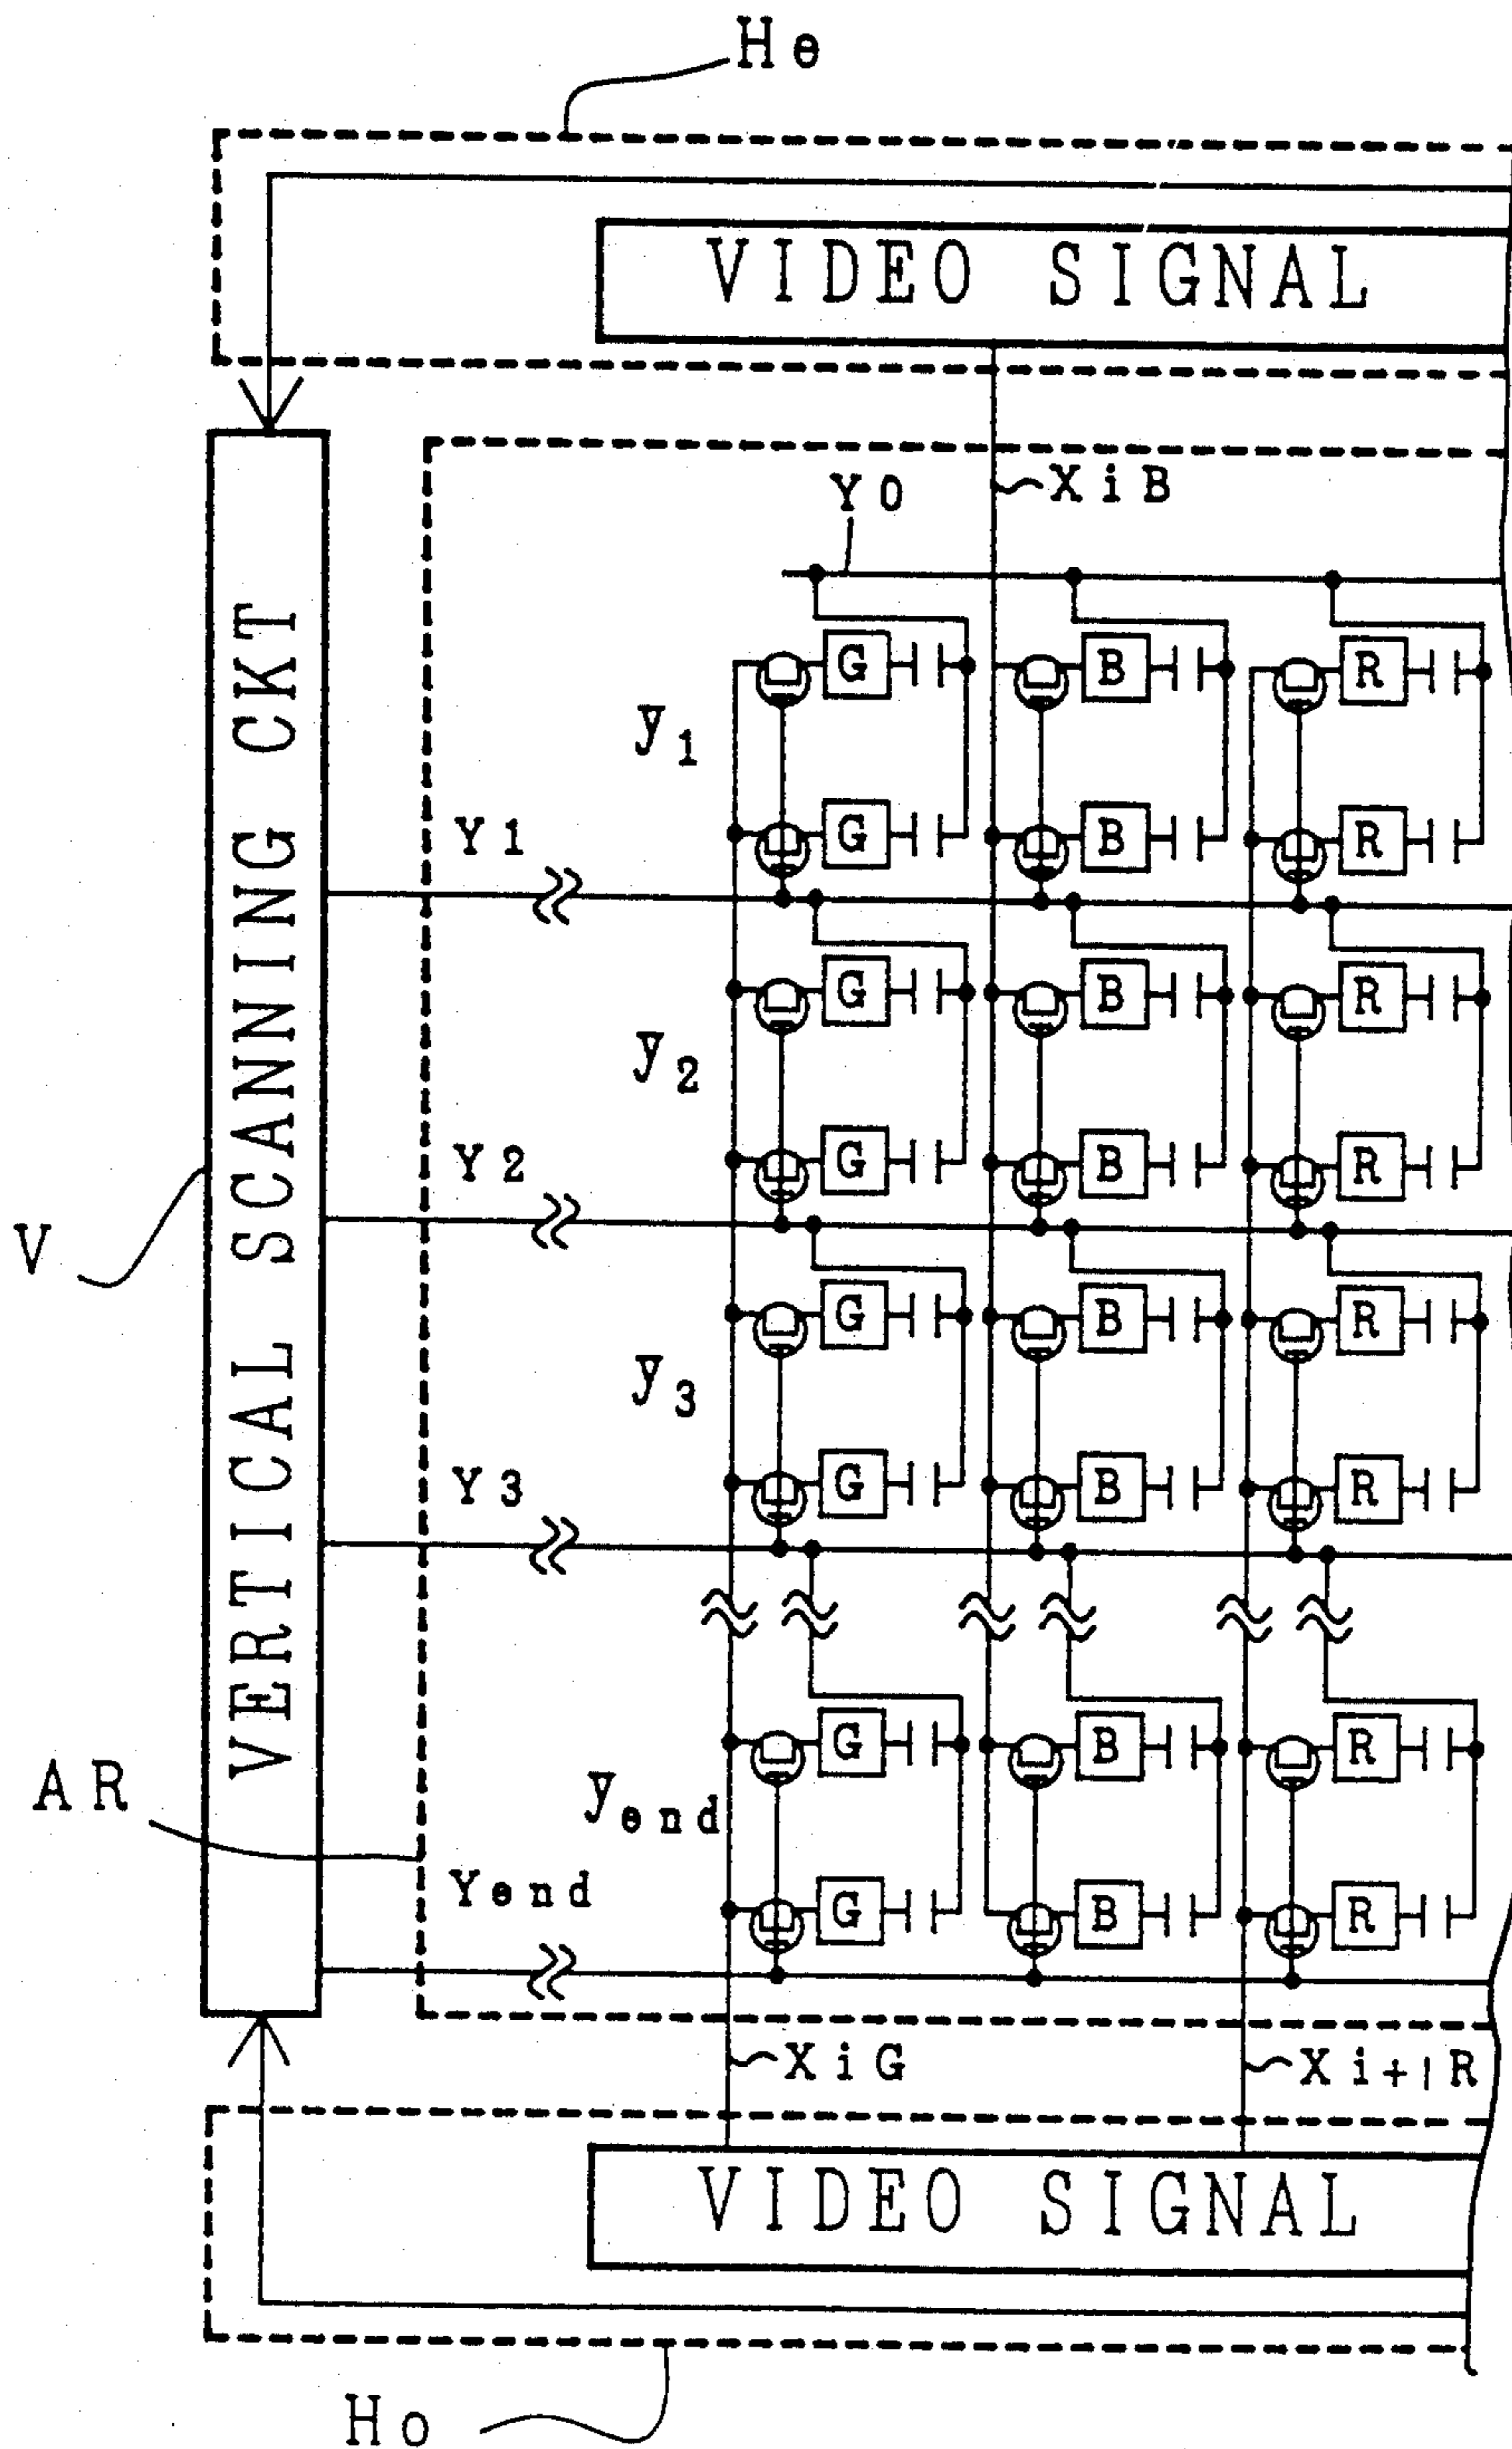 He
VIDEO SIGNAL
XiB
Y0
G B R
y1
Y1
G B R
G B R
y2
Y2
G B R
V
VERTICAL SCANNING CKT
G B R
y3
Y3
G B R
AR
G B R
yend
Yend
G B R
XiG
Xi+1R
VIDEO SIGNAL
Ho